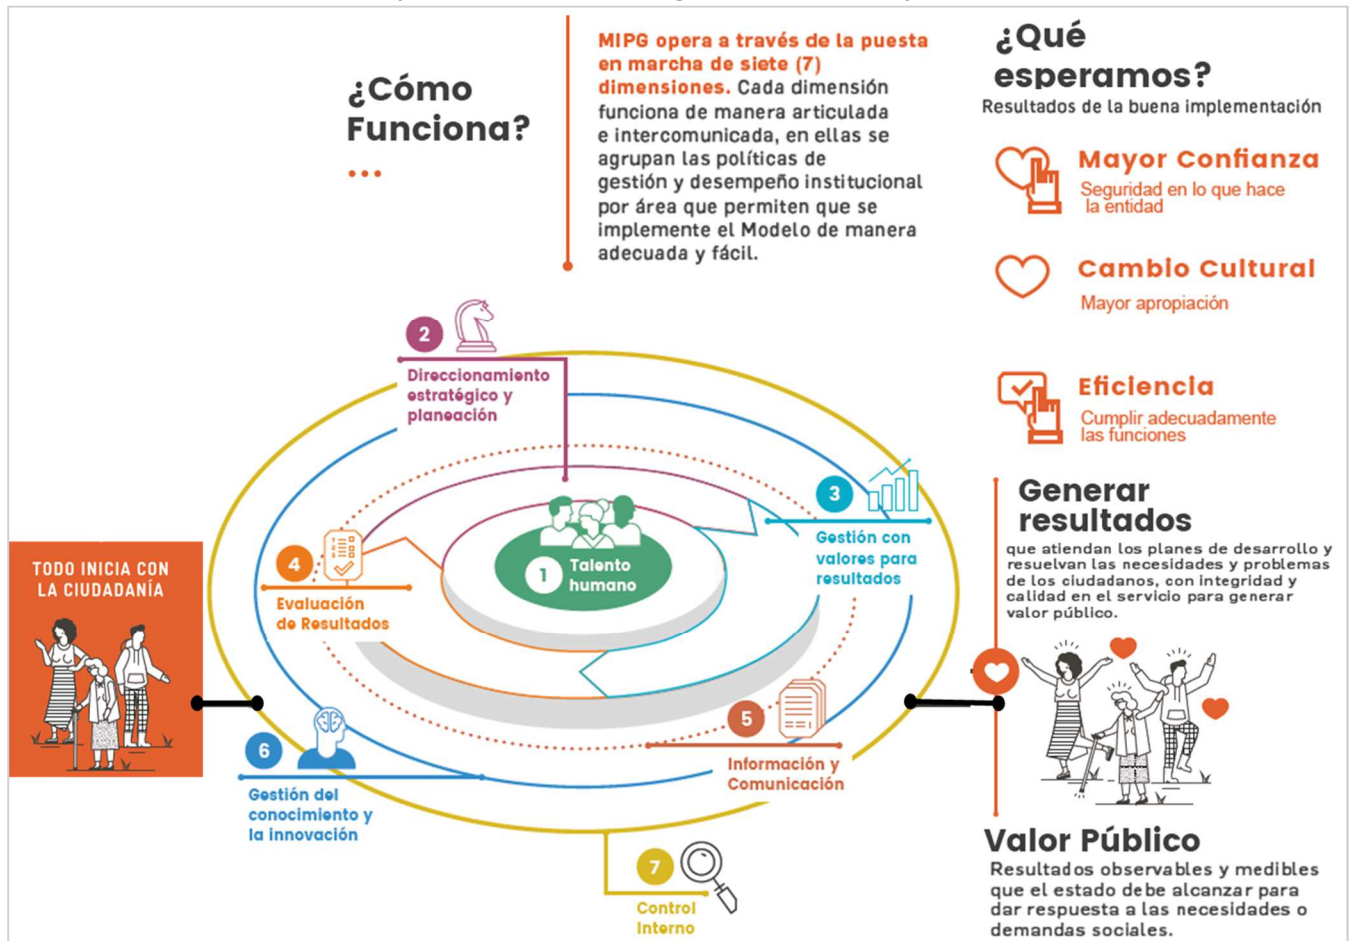 ¿Cómo
Funciona?
...
MIPG opera a través de la puesta
en marcha de siete (7)
dimensiones. Cada dimensión
funciona de manera articulada
e intercomunicada, en ellas se
agrupan las políticas de
gestión y desempeño institucional
por área que permiten que se
implemente el Modelo de manera
adecuada y fácil.
¿Qué
esperamos?
Resultados de la buena implementación
Mayor Confianza
Seguridad en lo que hace
la entidad
Cambio Cultural
Mayor apropiación
Eficiencia
Cumplir adecuadamente
las funciones
Generar
resultados
que atiendan los planes de desarrollo y
resuelvan las necesidades y problemas
de los ciudadanos, con integridad y
calidad en el servicio para generar
valor público.
Valor Público
Resultados observables y medibles
que el estado debe alcanzar para
dar respuesta a las necesidades o
demandas sociales.
TODO INICIA CON
LA CIUDADANÍA
1
Talento
humano
2
Direccionamiento
estratégico y
planeación
3
Gestión con
valores para
resultados
4
Evaluación
de Resultados
5
Información y
Comunicación
6
Gestión del
conocimiento y
la innovación
7
Control
Interno